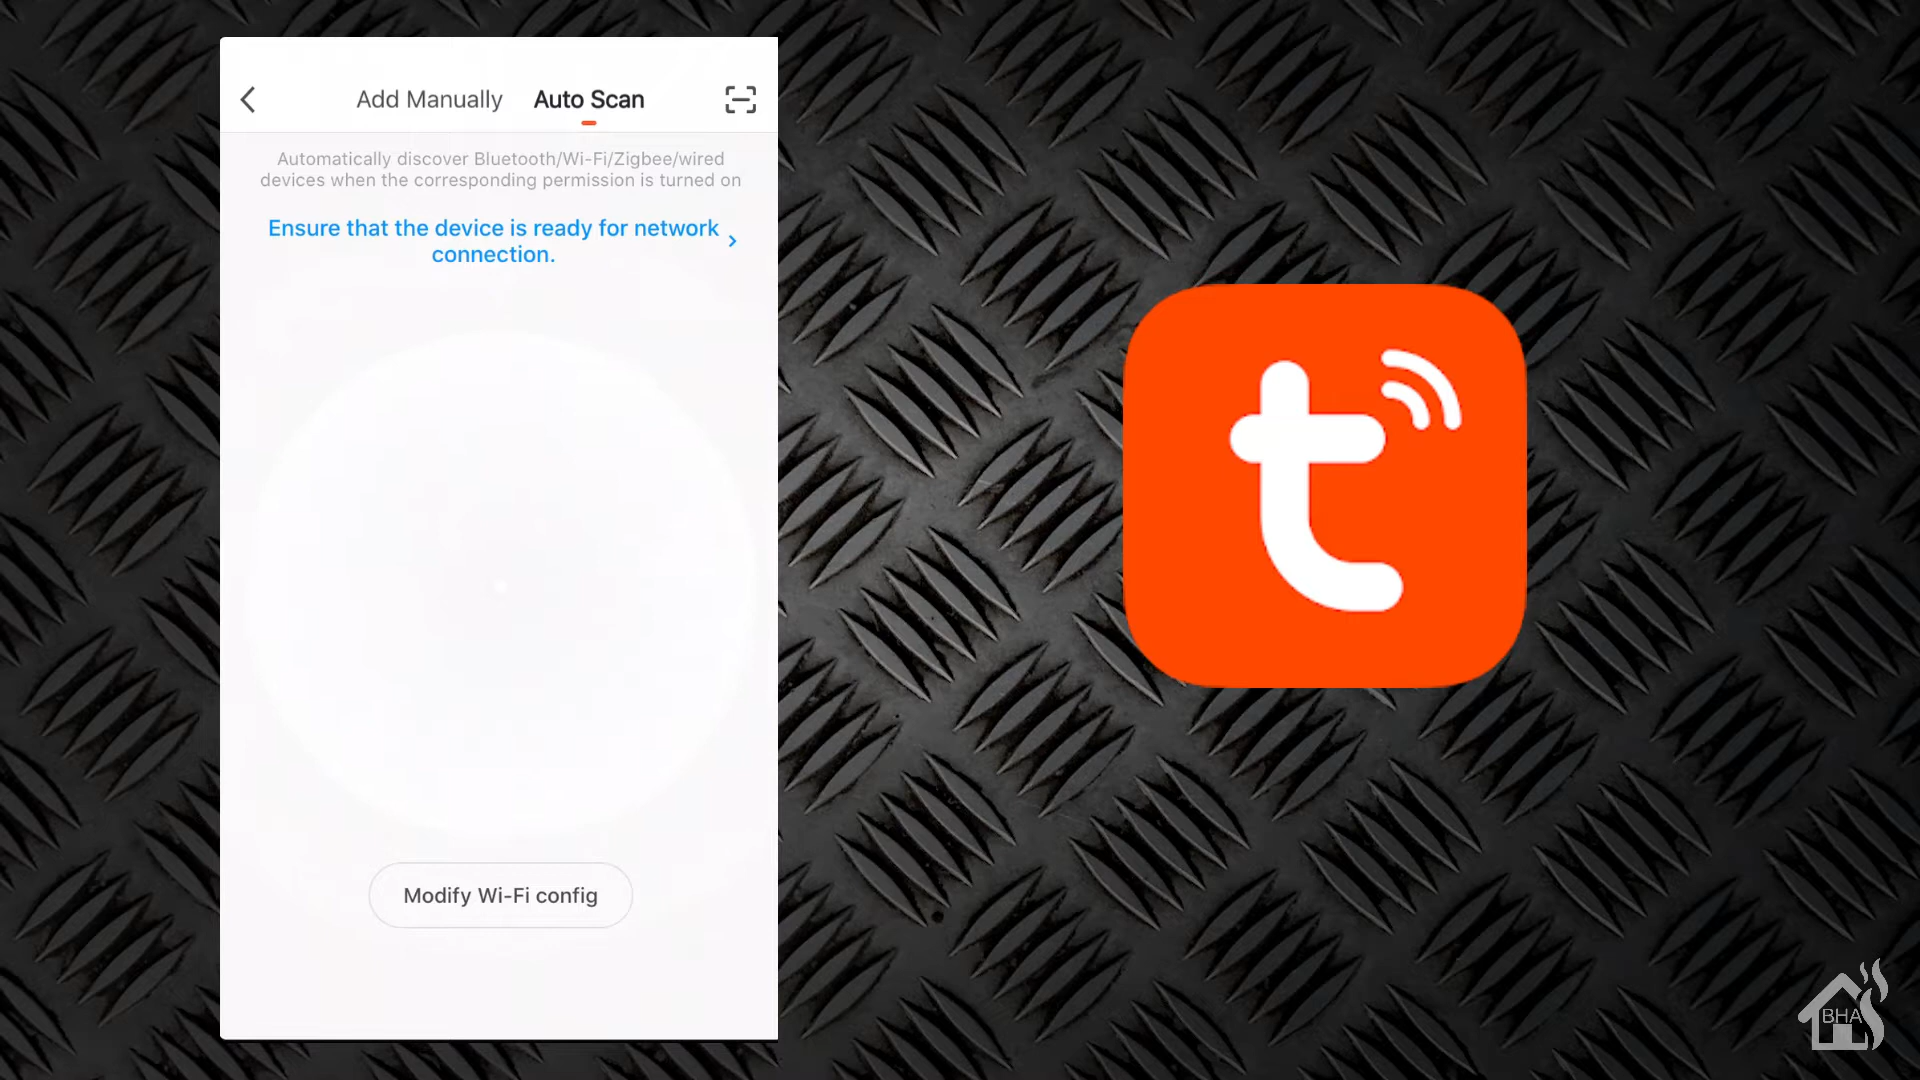 Add Manually Auto Scan
Automatically discover Bluetooth/Wi-Fi/Zigbee/wired
devices when the corresponding permission is turned on
Ensure that the device is ready for network
connection.
Modify Wi-Fi config
t
BHA